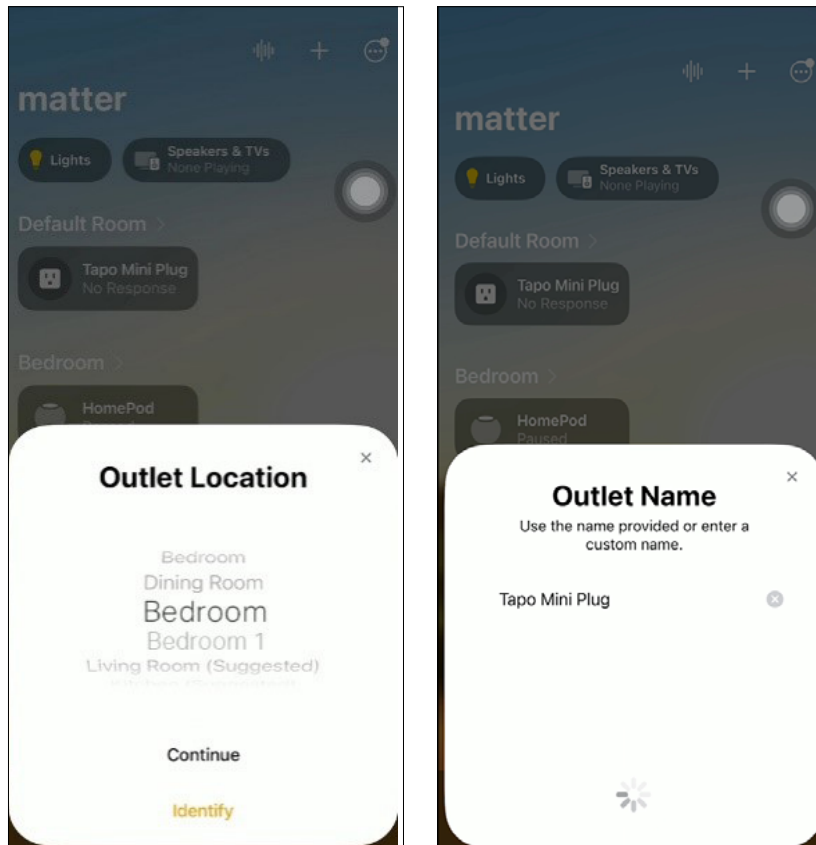 matter
Lights
Speakers & TVs
None Playing
Default Room >
Tapo Mini Plug
No Response
Bedroom >
HomePod
Outlet Location
Bedroom
Dining Room
Bedroom
Bedroom 1
Living Room (Suggested)
Continue
Identify
matter
Lights
Speakers & TVs
None Playing
Default Room >
Tapo Mini Plug
No Response
Bedroom >
HomePod
Paused
Outlet Name
Use the name provided or enter a
custom name.
Tapo Mini Plug